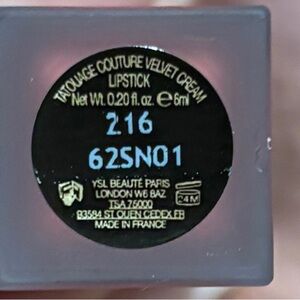 TATOUAGE COUTURE VELVET CREAM
LIPSTICK
Net Wt. 0.20 fl. oz. ℮ 6ml
216
62SN01
YSL BEAUTÉ PARIS
LONDON W6 8AZ
TSA 75000
93584 ST OUEN CEDEX.FR
MADE IN FRANCE
24M